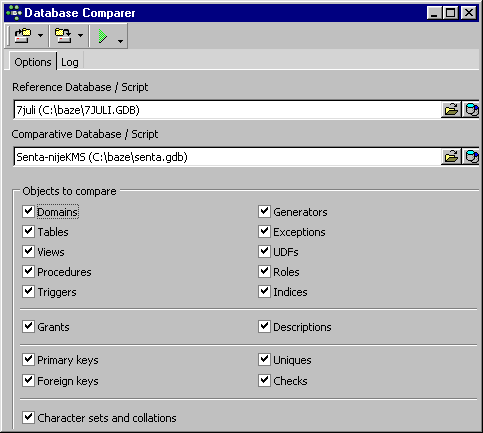 Database Comparer
Options Log
Reference Database / Script
7juli (C:\baze\7JULI.GDB)
Comparative Database / Script
Senta-nijeKMS (C:\baze\senta.gdb)
Objects to compare
Domains Generators
Tables Exceptions
Views UDFs
Procedures Roles
Triggers Indices
Grants Descriptions
Primary keys Uniques
Foreign keys Checks
Character sets and collations